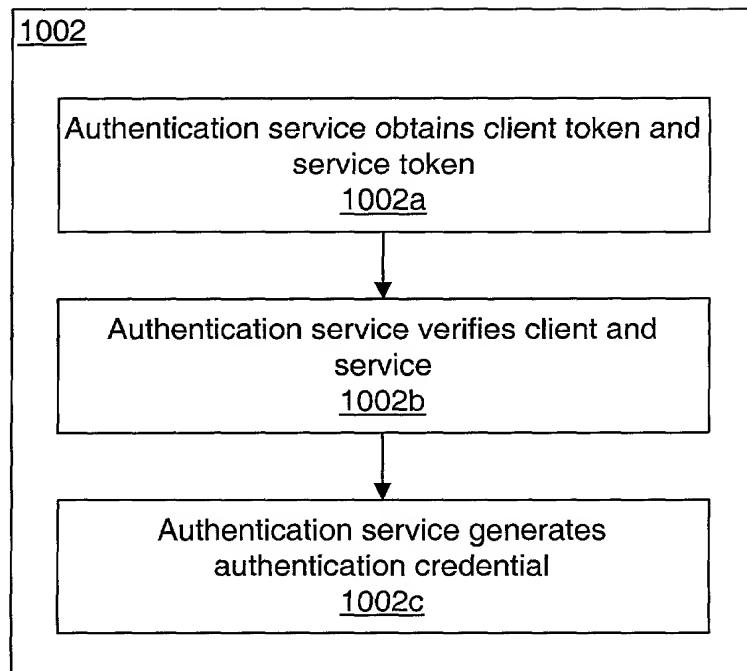 1002
Authentication service obtains client token and
service token
1002a
Authentication service verifies client and
service
1002b
Authentication service generates
authentication credential
1002c